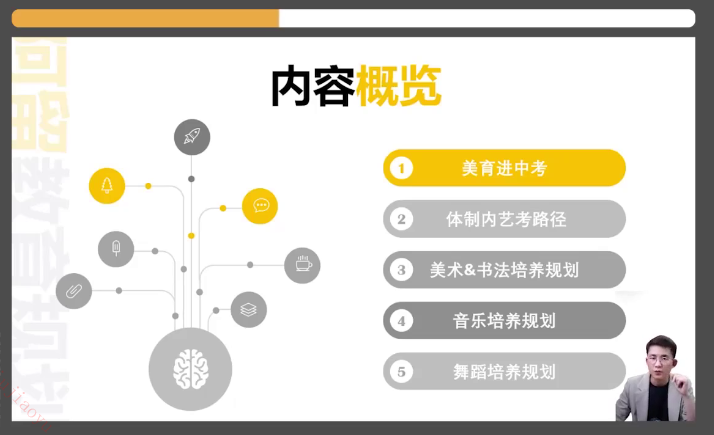 内容概览
1 美育进中考
2 体制内艺考路径
3 美术&书法培养规划
4 音乐培养规划
5 舞蹈培养规划